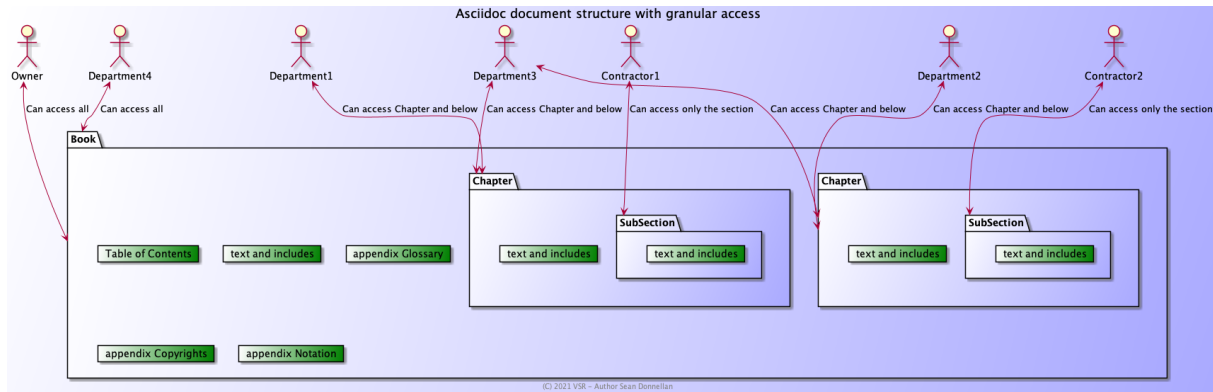 Asciidoc document structure with granular access
Owner
Department4
Department1
Department3
Contractor1
Department2
Contractor2
Can access all
Can access all
Can access Chapter and below
Can access Chapter and below
Can access only the section
Can access Chapter and below
Can access Chapter and below
Can access only the section
Book
Chapter
Chapter
SubSection
SubSection
Table of Contents
text and includes
appendix Glossary
text and includes
text and includes
text and includes
text and includes
appendix Copyrights
appendix Notation
(C) 2021 VSR - Author Sean Donnellan